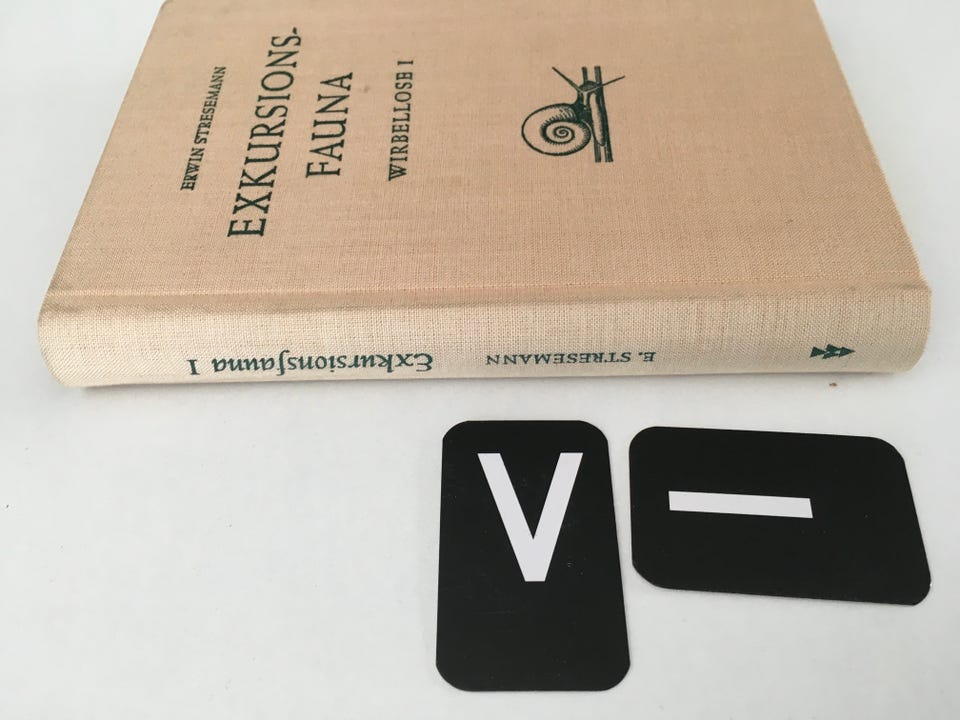 ERWIN STRESEMANN
EXKURSIONS-
FAUNA
WIRBELLOSE I
E. STRESEMANN Exkursionsfauna I
V I